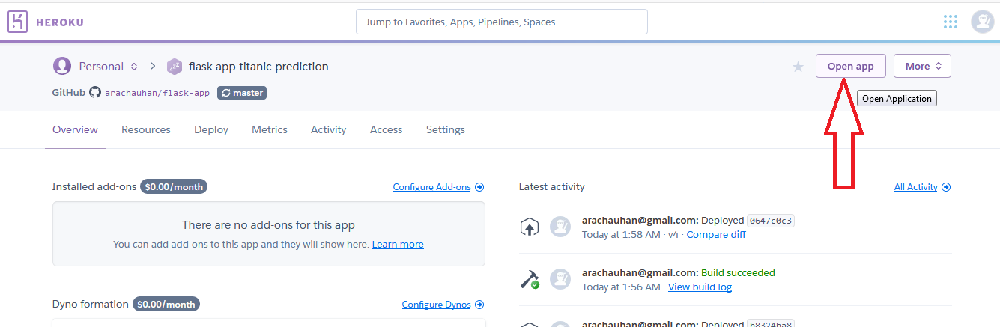 HEROKU
Jump to Favorites, Apps, Pipelines, Spaces...
Personal > zzz flask-app-titanic-prediction
Open app
More
GitHub arachauhan/flask-app master
Open Application
Overview Resources Deploy Metrics Activity Access Settings
Installed add-ons $0.00/month Configure Add-ons
There are no add-ons for this app
You can add add-ons to this app and they will show here. Learn more
Dyno formation $0.00/month Configure Dynos
Latest activity All Activity
arachauhan@gmail.com: Deployed 0647c0c3
Today at 1:58 AM · v4 · Compare diff
arachauhan@gmail.com: Build succeeded
Today at 1:56 AM · View build log
arachauhan@gmail.com: Deployed b8324ba8